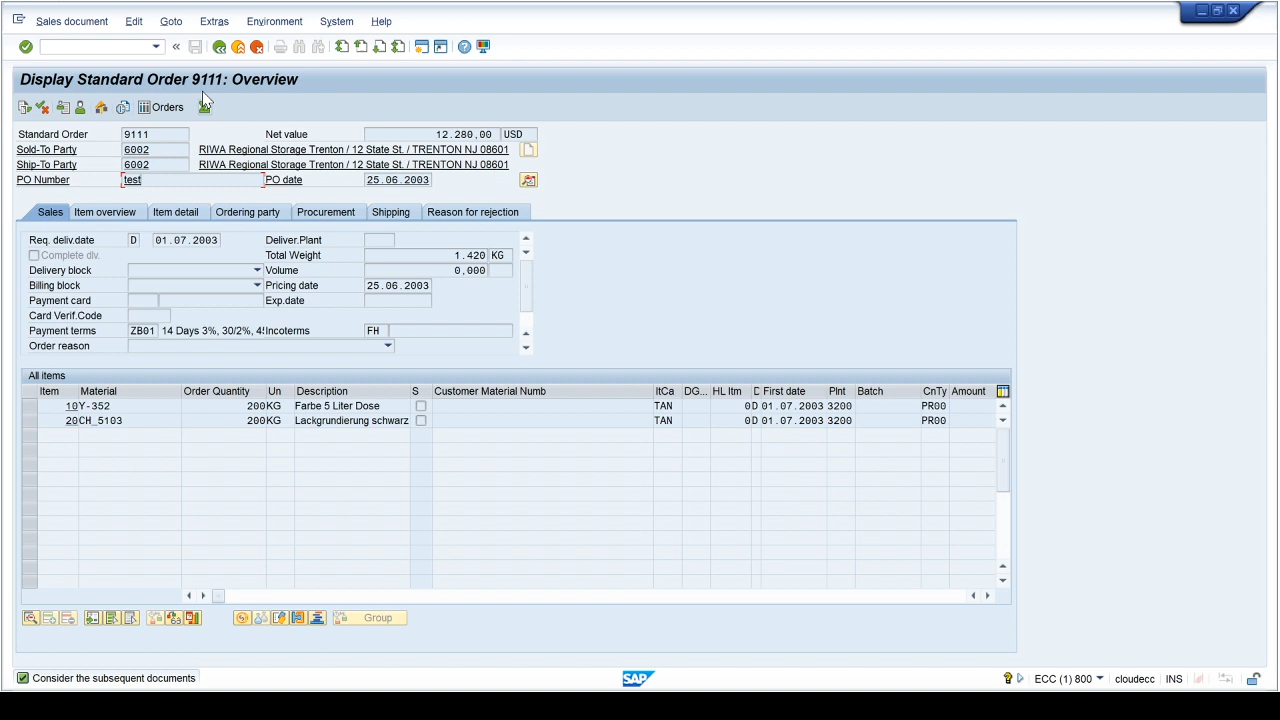 Sales document Edit Goto Extras Environment System Help
Display Standard Order 9111: Overview
Orders
Standard Order 9111 Net value 12.280,00 USD
Sold-To Party 6002 RIWA Regional Storage Trenton / 12 State St. / TRENTON NJ 08601
Ship-To Party 6002 RIWA Regional Storage Trenton / 12 State St. / TRENTON NJ 08601
PO Number test PO date 25.06.2003
Sales Item overview Item detail Ordering party Procurement Shipping Reason for rejection
Req. deliv.date D 01.07.2003 Deliver.Plant
Complete dlv. Total Weight 1.420 KG
Delivery block Volume 0,000
Billing block Pricing date 25.06.2003
Payment card Exp.date
Card Verif.Code
Payment terms ZB01 14 Days 3%, 30/2%, 4 Incoterms FH
Order reason
All items
Item Material Order Quantity Un Description S Customer Material Numb ItCa DG... HL Itm D First date Plnt Batch CnTy Amount
10 Y-352 200 KG Farbe 5 Liter Dose TAN 0 D 01.07.2003 3200 PR00
20 CH_5103 200 KG Lackgrundierung schwarz TAN 0 D 01.07.2003 3200 PR00
Group
Consider the subsequent documents SAP ECC (1) 800 cloudecc INS